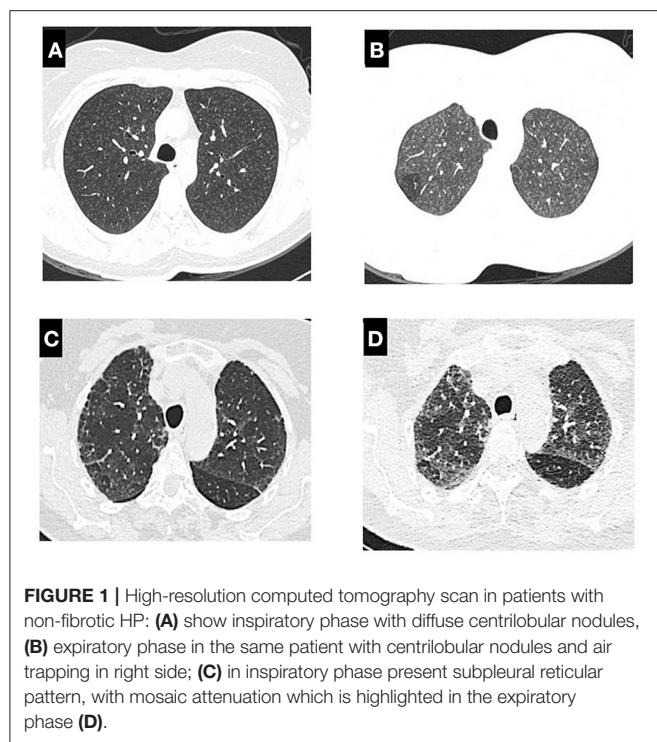 A
B
C
D
FIGURE 1 | High-resolution computed tomography scan in patients with
non-fibrotic HP: (A) show inspiratory phase with diffuse centrilobular nodules,
(B) expiratory phase in the same patient with centrilobular nodules and air
trapping in right side; (C) in inspiratory phase present subpleural reticular
pattern, with mosaic attenuation which is highlighted in the expiratory
phase (D).